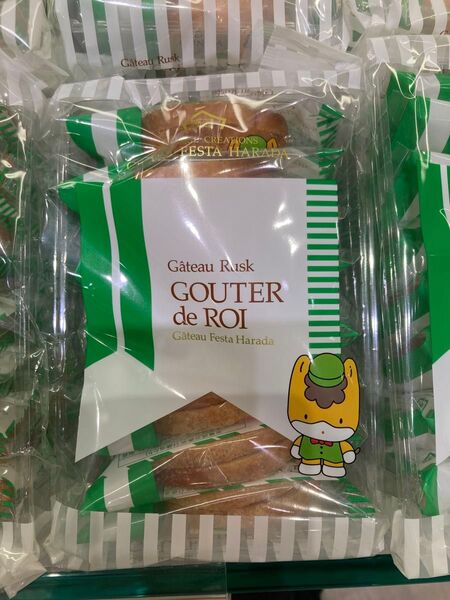 Gâteau Rusk
CREATIONS
FESTA HARADA
Gâteau Rusk
GOUTER
de ROI
Gâteau Festa Harada